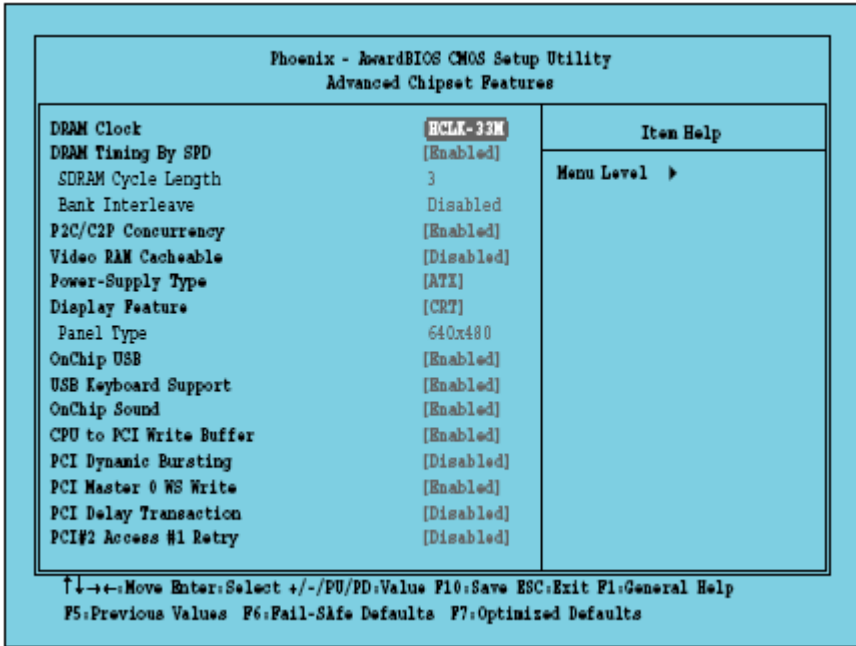 Phoenix - AwardBIOS CMOS Setup Utility
Advanced Chipset Features
DRAM Clock HCLK-33M
DRAM Timing By SPD [Enabled]
SDRAM Cycle Length 3
Bank Interleave Disabled
P2C/C2P Concurrency [Enabled]
Video RAM Cacheable [Disabled]
Power-Supply Type [ATX]
Display Feature [CRT]
Panel Type 640x480
OnChip USB [Enabled]
USB Keyboard Support [Enabled]
OnChip Sound [Enabled]
CPU to PCI Write Buffer [Enabled]
PCI Dynamic Bursting [Disabled]
PCI Master 0 WS Write [Enabled]
PCI Delay Transaction [Disabled]
PCI#2 Access #1 Retry [Disabled]
Item Help
Menu Level ▶
↑↓→←:Move Enter:Select +/-/PU/PD:Value F10:Save ESC:Exit F1:General Help
F5:Previous Values F6:Fail-SAfe Defaults F7:Optimized Defaults